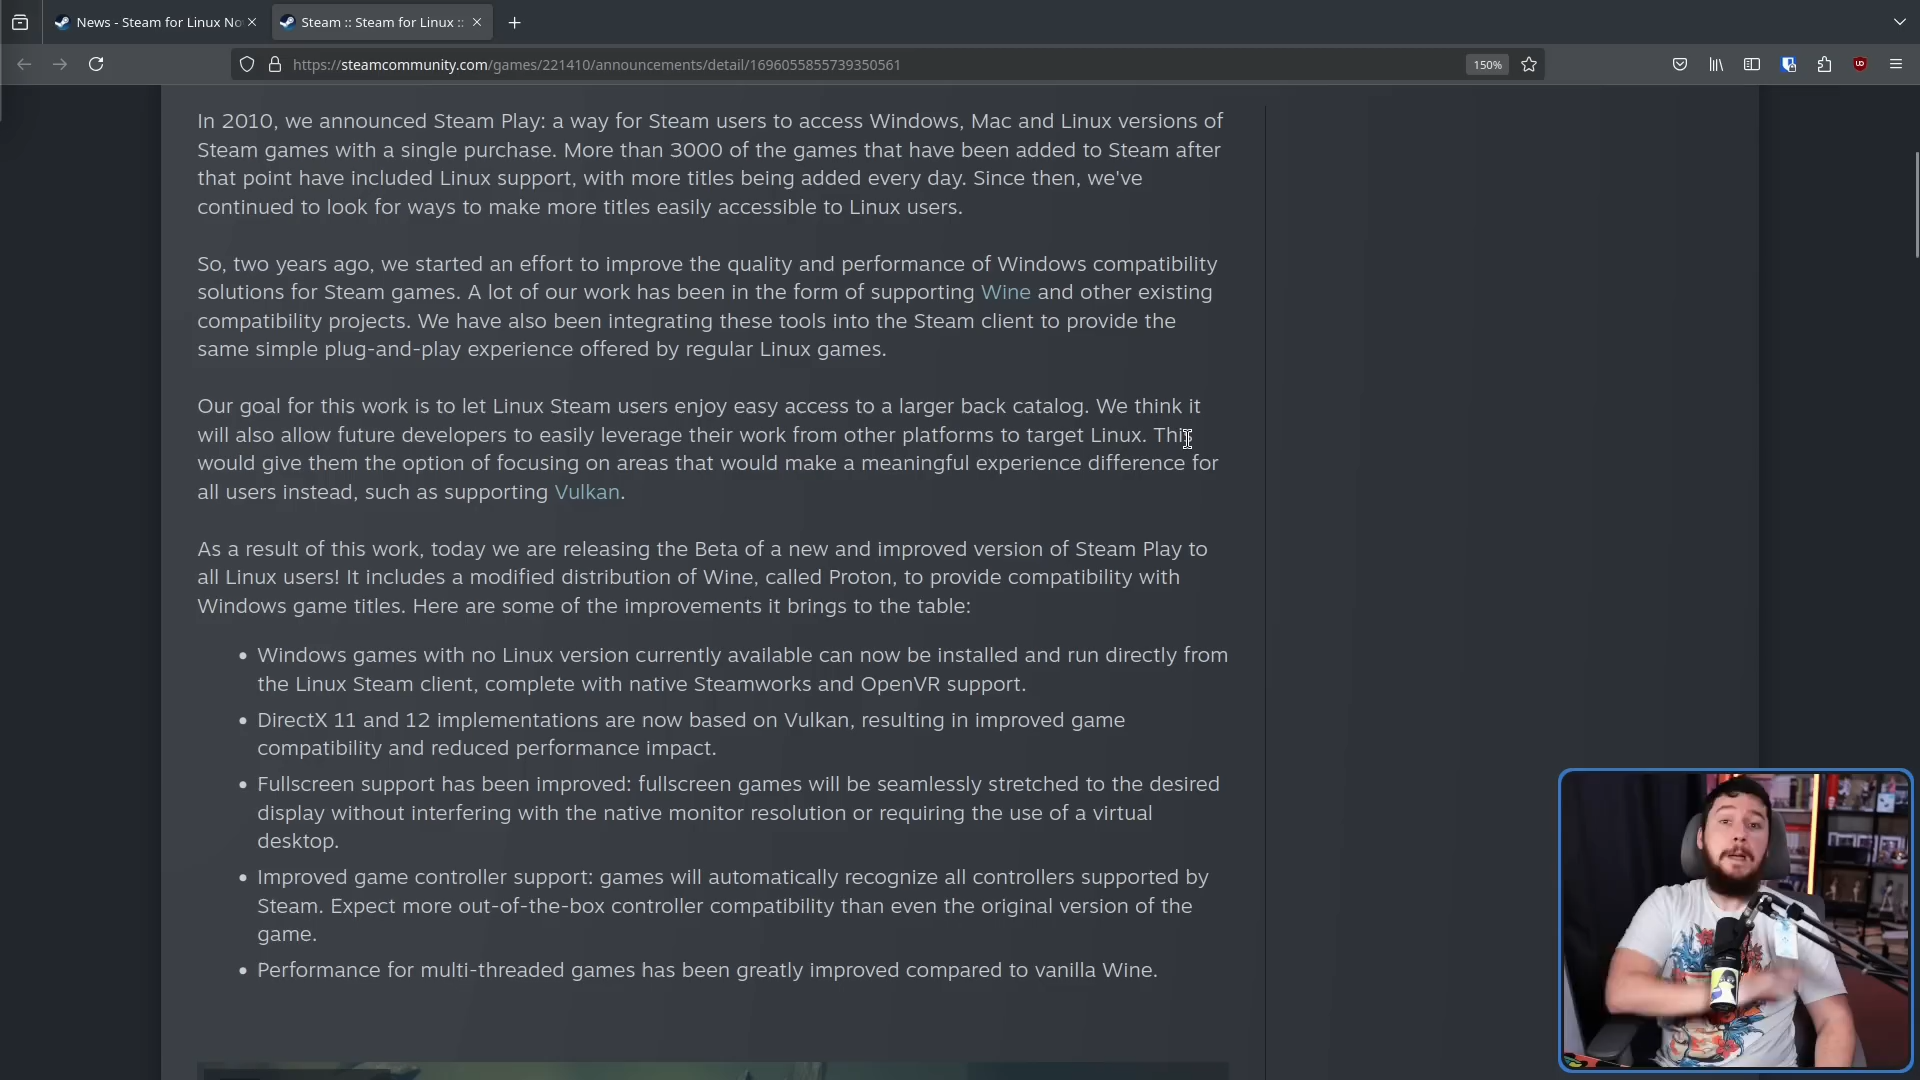 News - Steam for Linux No
Steam :: Steam for Linux ::
https://steamcommunity.com/games/221410/announcements/detail/1696055855739350561
150%
In 2010, we announced Steam Play: a way for Steam users to access Windows, Mac and Linux versions of
Steam games with a single purchase. More than 3000 of the games that have been added to Steam after
that point have included Linux support, with more titles being added every day. Since then, we've
continued to look for ways to make more titles easily accessible to Linux users.
So, two years ago, we started an effort to improve the quality and performance of Windows compatibility
solutions for Steam games. A lot of our work has been in the form of supporting Wine and other existing
compatibility projects. We have also been integrating these tools into the Steam client to provide the
same simple plug-and-play experience offered by regular Linux games.
Our goal for this work is to let Linux Steam users enjoy easy access to a larger back catalog. We think it
will also allow future developers to easily leverage their work from other platforms to target Linux. This
would give them the option of focusing on areas that would make a meaningful experience difference for
all users instead, such as supporting Vulkan.
As a result of this work, today we are releasing the Beta of a new and improved version of Steam Play to
all Linux users! It includes a modified distribution of Wine, called Proton, to provide compatibility with
Windows game titles. Here are some of the improvements it brings to the table:
• Windows games with no Linux version currently available can now be installed and run directly from
the Linux Steam client, complete with native Steamworks and OpenVR support.
• DirectX 11 and 12 implementations are now based on Vulkan, resulting in improved game
compatibility and reduced performance impact.
• Fullscreen support has been improved: fullscreen games will be seamlessly stretched to the desired
display without interfering with the native monitor resolution or requiring the use of a virtual
desktop.
• Improved game controller support: games will automatically recognize all controllers supported by
Steam. Expect more out-of-the-box controller compatibility than even the original version of the
game.
• Performance for multi-threaded games has been greatly improved compared to vanilla Wine.